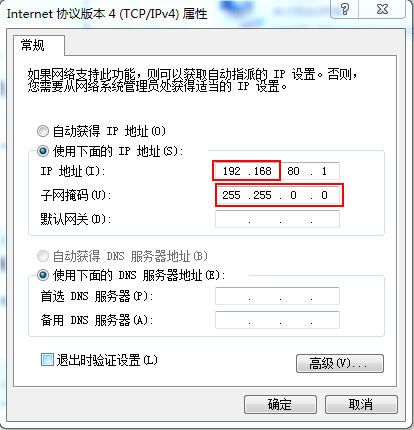 Internet 协议版本 4 (TCP/IPv4) 属性
常规
如果网络支持此功能，则可以获取自动指派的 IP 设置。否则，
您需要从网络系统管理员处获得适当的 IP 设置。
自动获得 IP 地址(O)
使用下面的 IP 地址(S):
IP 地址(I): 192 .168 80 . 1
子网掩码(U): 255 .255 . 0 . 0
默认网关(D): . . .
自动获得 DNS 服务器地址(B)
使用下面的 DNS 服务器地址(E):
首选 DNS 服务器(P): . . .
备用 DNS 服务器(A): . . .
退出时验证设置(L)
高级(V)...
确定 取消